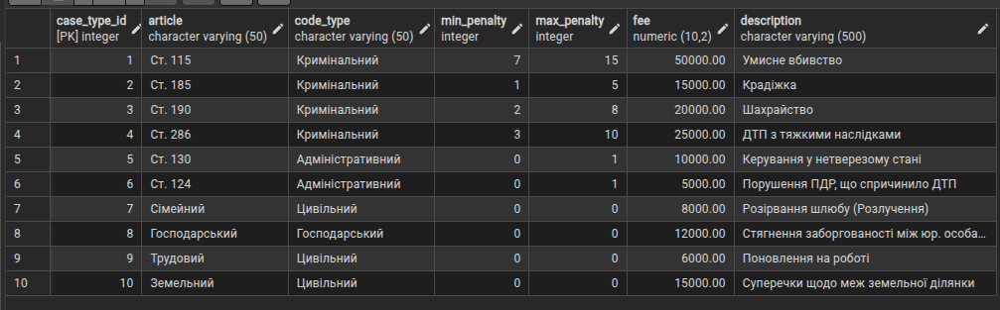 case_type_id article code_type min_penalty max_penalty fee description
[PK] integer character varying (50) character varying (50) integer integer numeric (10,2) character varying (500)
1 1 Ст. 115 Кримінальний 7 15 50000.00 Умисне вбивство
2 2 Ст. 185 Кримінальний 1 5 15000.00 Крадіжка
3 3 Ст. 190 Кримінальний 2 8 20000.00 Шахрайство
4 4 Ст. 286 Кримінальний 3 10 25000.00 ДТП з тяжкими наслідками
5 5 Ст. 130 Адміністративний 0 1 10000.00 Керування у нетверезому стані
6 6 Ст. 124 Адміністративний 0 1 5000.00 Порушення ПДР, що спричинило ДТП
7 7 Сімейний Цивільний 0 0 8000.00 Розірвання шлюбу (Розлучення)
8 8 Господарський Господарський 0 0 12000.00 Стягнення заборгованості між юр. особа...
9 9 Трудовий Цивільний 0 0 6000.00 Поновлення на роботі
10 10 Земельний Цивільний 0 0 15000.00 Суперечки щодо меж земельної ділянки